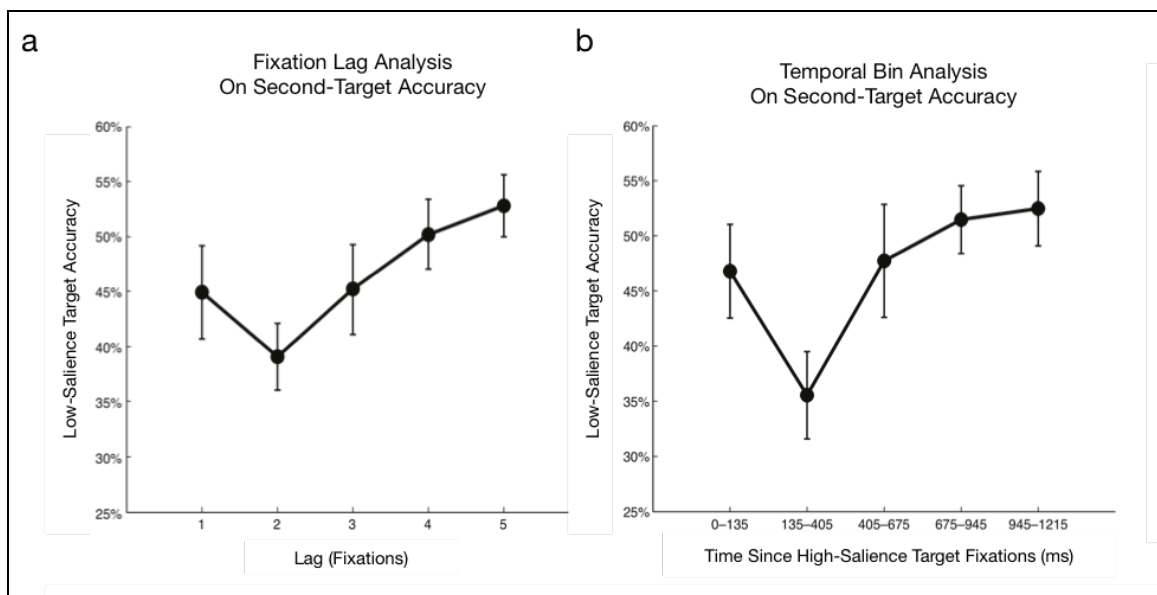 a
Fixation Lag Analysis
On Second-Target Accuracy
60%
55%
50%
45%
40%
35%
30%
25%
Low-Salience Target Accuracy
1 2 3 4 5
Lag (Fixations)
b
Temporal Bin Analysis
On Second-Target Accuracy
60%
55%
50%
45%
40%
35%
30%
25%
Low-Salience Target Accuracy
0–135 135–405 405–675 675–945 945–1215
Time Since High-Salience Target Fixations (ms)